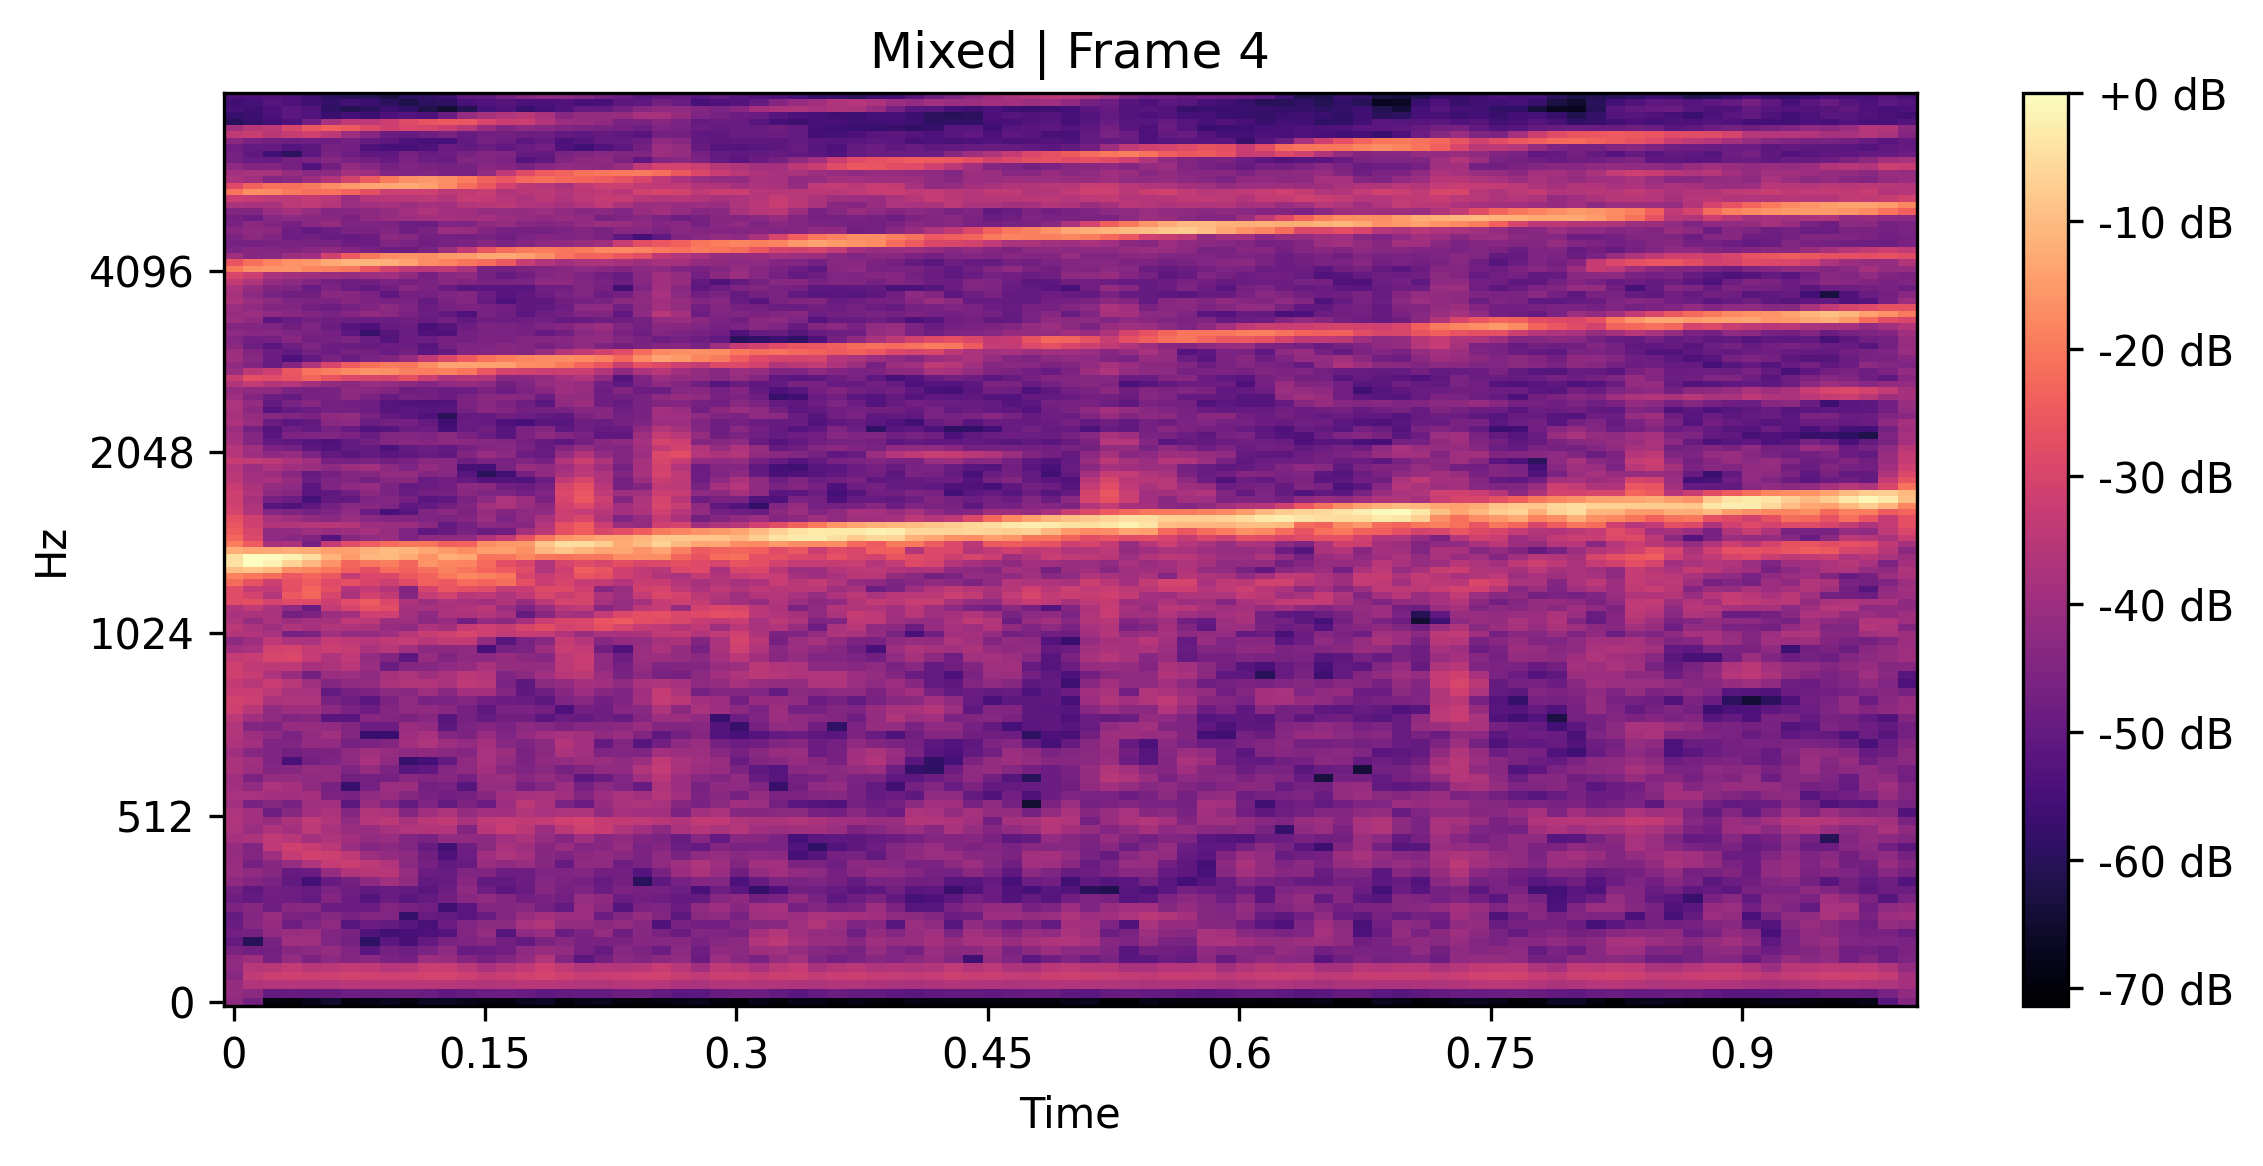 Mixed | Frame 4
Hz
4096
2048
1024
512
0
0 0.15 0.3 0.45 0.6 0.75 0.9
Time
+0 dB
-10 dB
-20 dB
-30 dB
-40 dB
-50 dB
-60 dB
-70 dB